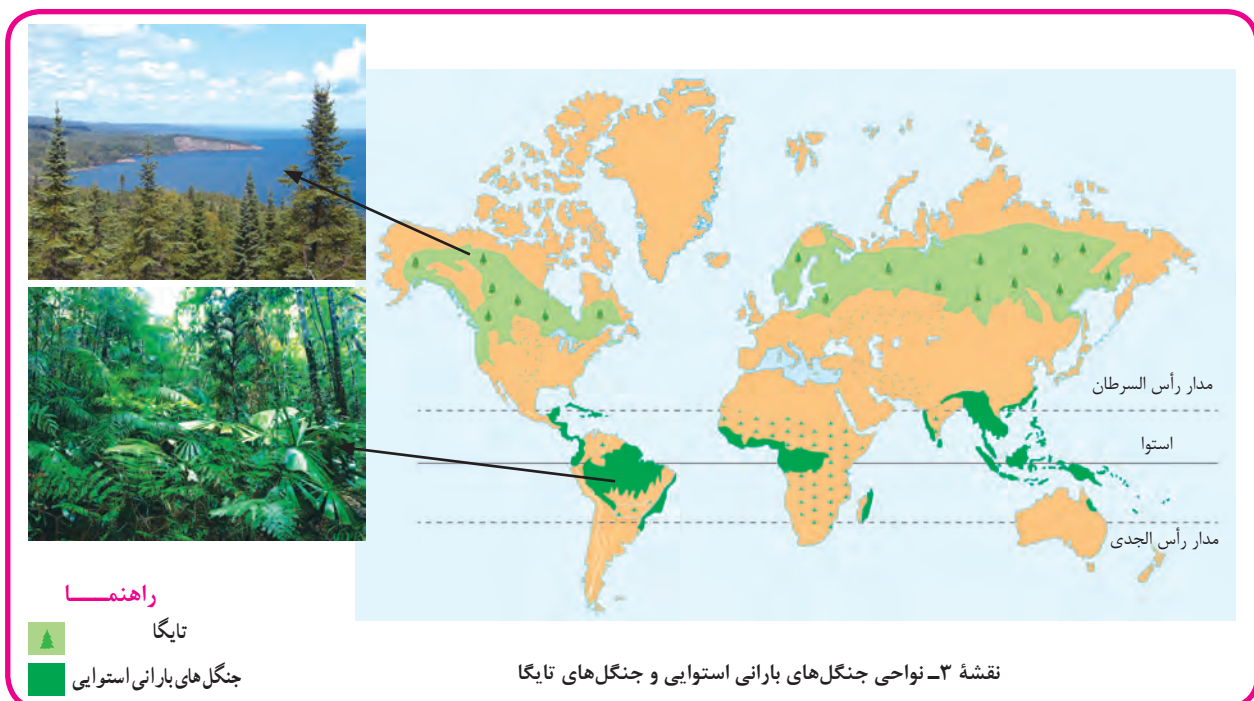 مدار رأس السرطان
استوا
مدار رأس الجدی
راهنمـــــا
تایگا
جنگل‌های بارانی استوایی
نقشهٔ ۳ـ نواحی جنگل‌های بارانی استوایی و جنگل‌های تایگا